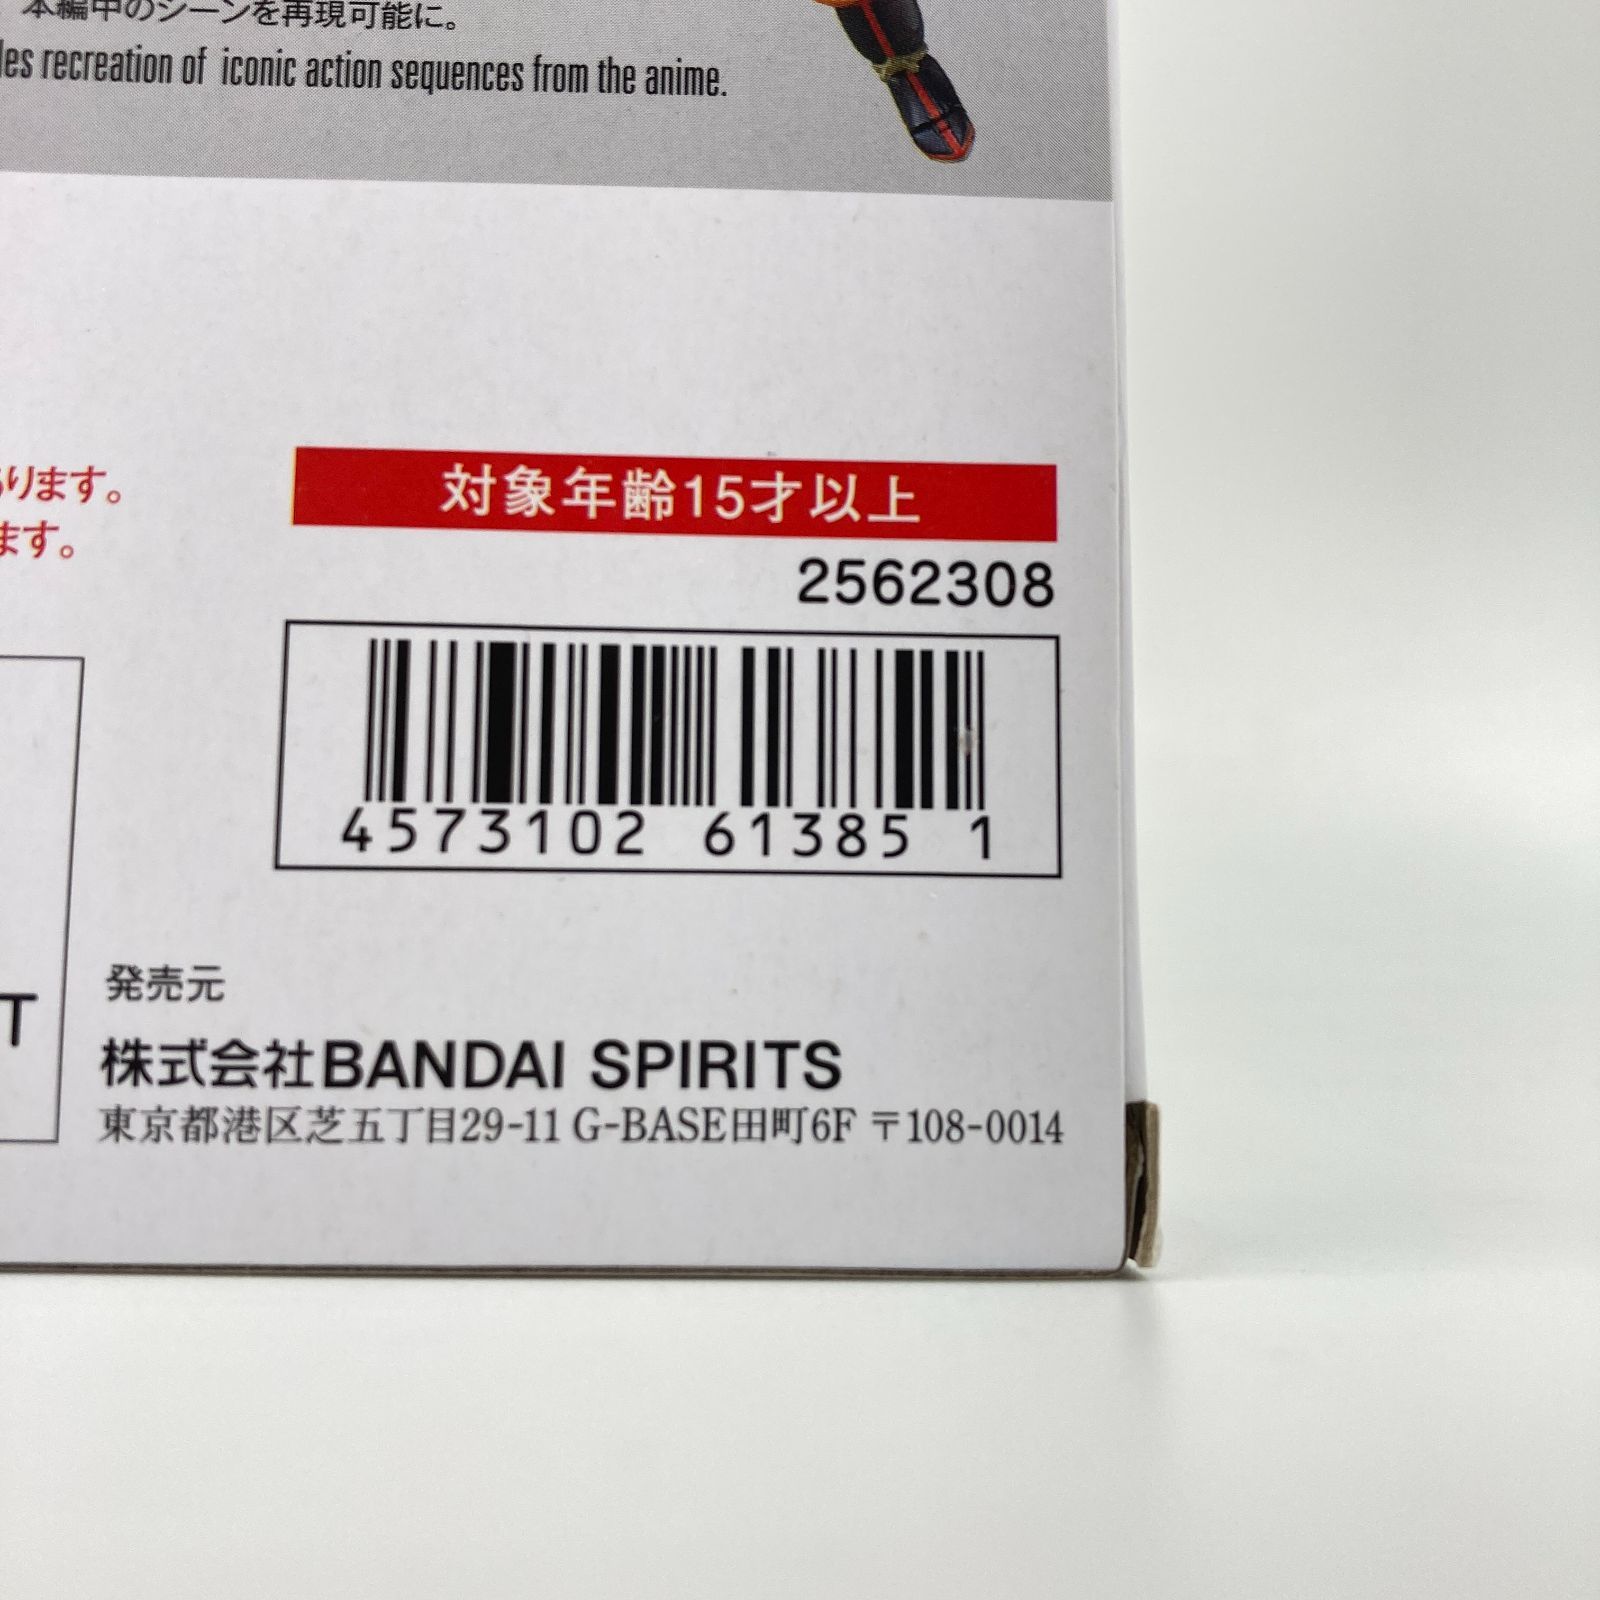 本編中のシーンを再現可能に。
les recreation of iconic action sequences from the anime.
あります。
ます。
対象年齢15才以上
2562308
4573102 613851
T
発売元
株式会社BANDAI SPIRITS
東京都港区芝五丁目29-11 G-BASE田町6F 〒108-0014